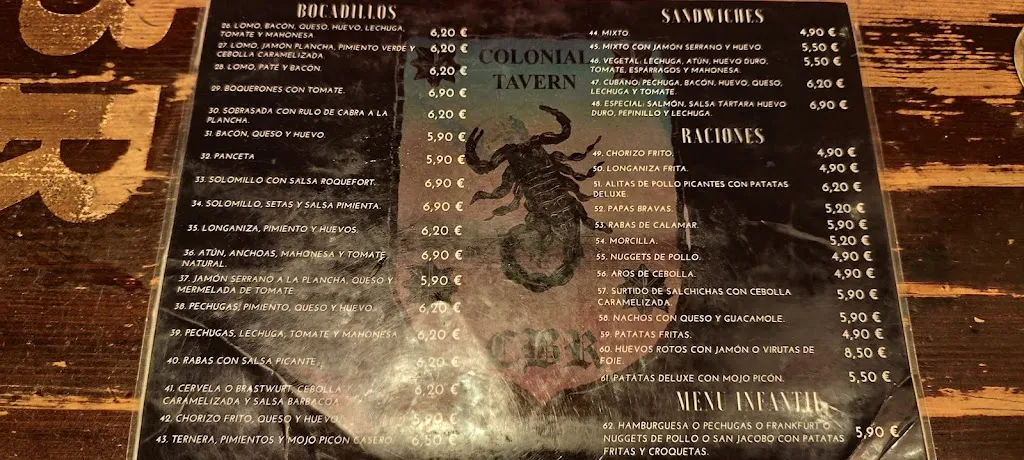 BOCADILLOS
26. LOMO, BACÓN, QUESO, HUEVO, LECHUGA, 6,20 €
TOMATE Y MAHONESA
27. LOMO, JAMÓN PLANCHA, PIMIENTO VERDE Y 6,20 €
CEBOLLA CARAMELIZADA
28. LOMO, PATÉ Y BACÓN. 6,20 €
29. BOQUERONES CON TOMATE. 6,90 €
30. SOBRASADA CON RULO DE CABRA A LA 6,20 €
PLANCHA.
31. BACÓN, QUESO Y HUEVO. 5,90 €
32. PANCETA 5,90 €
33. SOLOMILLO CON SALSA ROQUEFORT. 6,90 €
34. SOLOMILLO, SETAS Y SALSA PIMIENTA. 6,90 €
35. LONGANIZA, PIMIENTO Y HUEVOS. 6,20 €
36. ATÚN, ANCHOAS, MAHONESA Y TOMATE 6,90 €
NATURAL
37. JAMÓN SERRANO A LA PLANCHA, QUESO Y 5,90 €
MERMELADA DE TOMATE
38. PECHUGAS, PIMIENTO, QUESO Y HUEVO 6,20 €
39. PECHUGAS, LECHUGA, TOMATE Y MAHONESA 6,20 €
40. RABAS CON SALSA PICANTE. 6,20 €
41. CERVELA O BRASTWURT, CEBOLLA 6,20 €
CARAMELIZADA Y SALSA BARBACOA
42. CHORIZO FRITO, QUESO Y HUEVO 5,90 €
43. TERNERA, PIMIENTOS Y MOJO PICÓN CASERO 6,50 €
COLONIAL
TAVERN
CBR
SANDWICHES
44. MIXTO. 4,90 €
45. MIXTO CON JAMÓN SERRANO Y HUEVO. 5,50 €
46. VEGETAL: LECHUGA, ATÚN, HUEVO DURO, 5,50 €
TOMATE, ESPARRAGOS Y MAHONESA.
47. CUBANO: PECHUGA, BACÓN, HUEVO, QUESO, 6,20 €
LECHUGA Y TOMATE.
48. ESPECIAL: SALMÓN, SALSA TÁRTARA HUEVO 6,90 €
DURO, PEPINILLO Y LECHUGA.
RACIONES
49. CHORIZO FRITO. 4,90 €
50. LONGANIZA FRITA. 4,90 €
51. ALITAS DE POLLO PICANTES CON PATATAS 6,20 €
DELUXE.
52. PAPAS BRAVAS. 5,20 €
53. RABAS DE CALAMAR. 5,90 €
54. MORCILLA. 5,20 €
55. NUGGETS DE POLLO. 4,90 €
56. AROS DE CEBOLLA. 4,90 €
57. SURTIDO DE SALCHICHAS CON CEBOLLA 5,90 €
CARAMELIZADA.
58. NACHOS CON QUESO Y GUACAMOLE. 5,90 €
59. PATATAS FRITAS. 4,90 €
60. HUEVOS ROTOS CON JAMÓN O VIRUTAS DE 8,50 €
FOIE.
61. PATATAS DELUXE CON MOJO PICÓN. 5,50 €
MENU INFANTIL
62. HAMBURGUESA O PECHUGAS O FRANKFURT O 5,90 €
NUGGETS DE POLLO O SAN JACOBO CON PATATAS
FRITAS Y CROQUETAS.